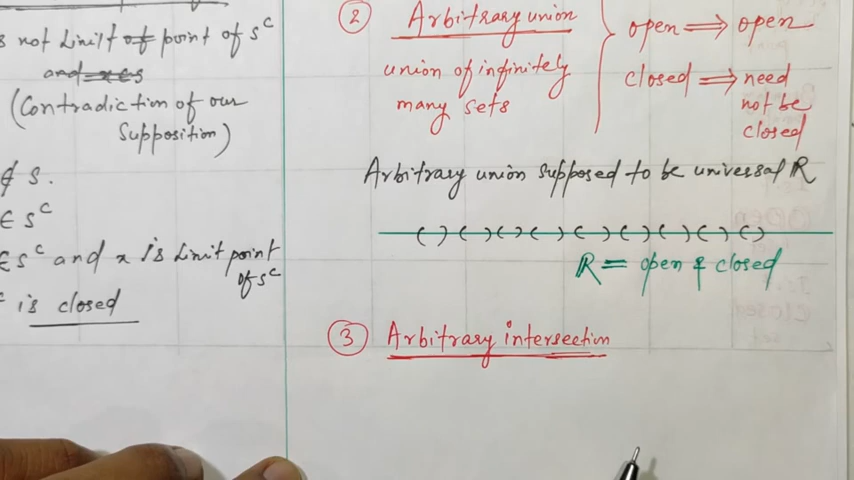 s not limit of point of S^c
and x ∈ s
(Contradiction of our
Supposition)
∉ S.
∈ S^c
∈ S^c and x is limit point
of S^c
is closed
② Arbitrary union
union of infinitely
many sets
open ⟹ open
closed ⟹ need
not be
closed
Arbitrary union supposed to be universal R
( ) ( ) ( ) ( ) ( ) ( ) ( ) ( ) ( )
R = open & closed
③ Arbitrary intersection